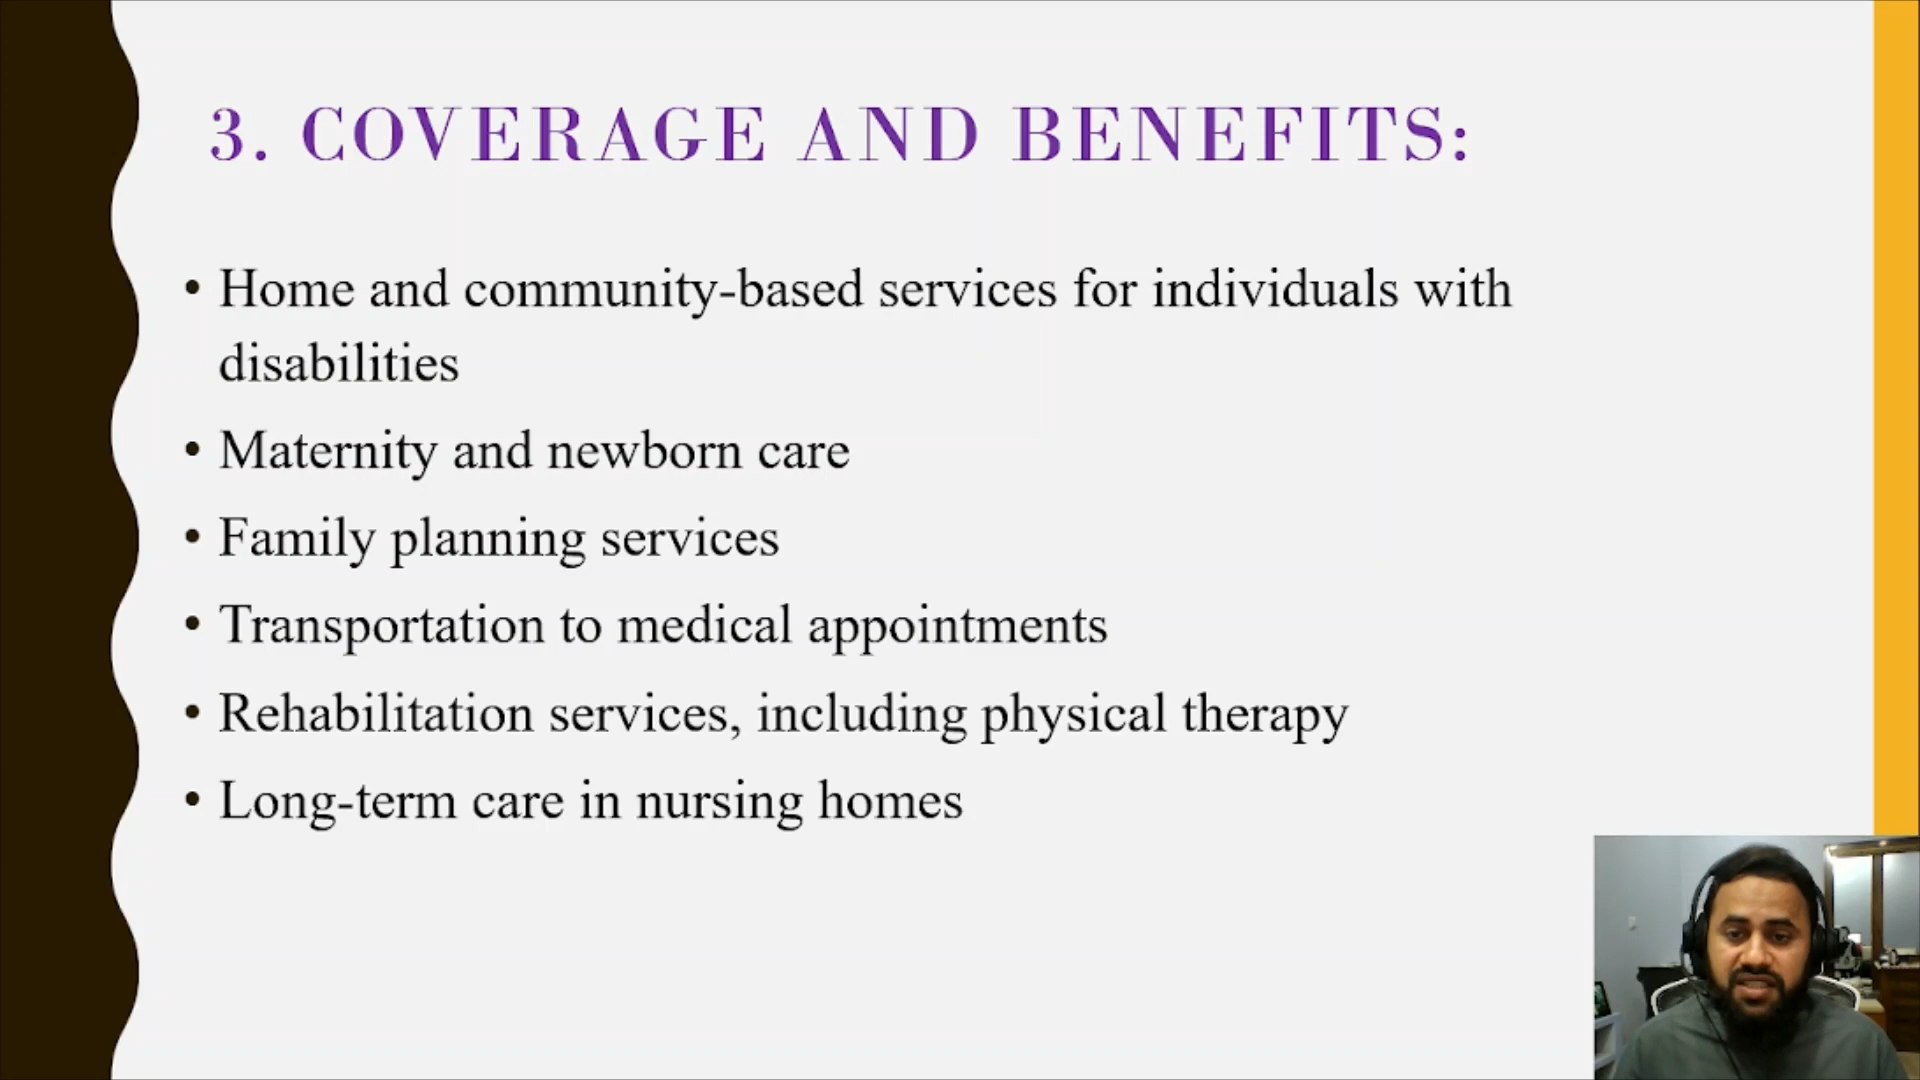 3. COVERAGE AND BENEFITS:
• Home and community-based services for individuals with
disabilities
• Maternity and newborn care
• Family planning services
• Transportation to medical appointments
• Rehabilitation services, including physical therapy
• Long-term care in nursing homes